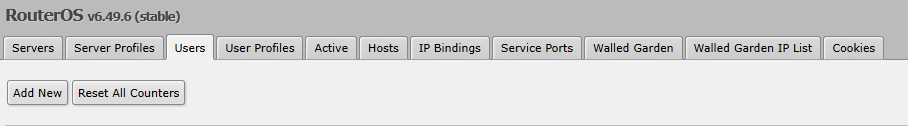 RouterOS v6.49.6 (stable)
Servers Server Profiles Users User Profiles Active Hosts IP Bindings Service Ports Walled Garden Walled Garden IP List Cookies
Add New Reset All Counters